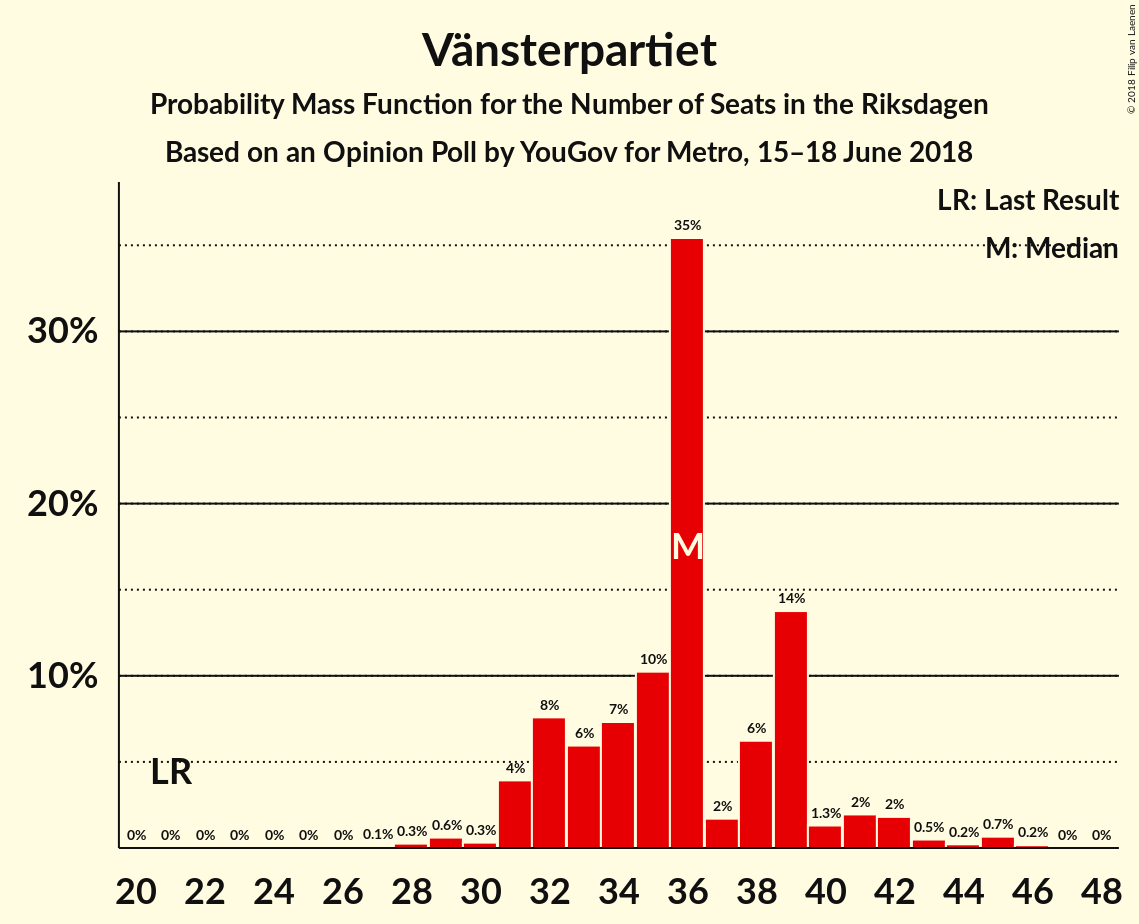 Vänsterpartiet
Probability Mass Function for the Number of Seats in the Riksdagen
Based on an Opinion Poll by YouGov for Metro, 15–18 June 2018
© 2018 Filip van Laenen
LR: Last Result
M: Median
30%
20%
10%
LR
M
0% 0% 0% 0% 0% 0% 0% 0.1% 0.3% 0.6% 0.3% 4% 8% 6% 7% 10% 35% 2% 6% 14% 1.3% 2% 2% 0.5% 0.2% 0.7% 0.2% 0% 0%
20 22 24 26 28 30 32 34 36 38 40 42 44 46 48